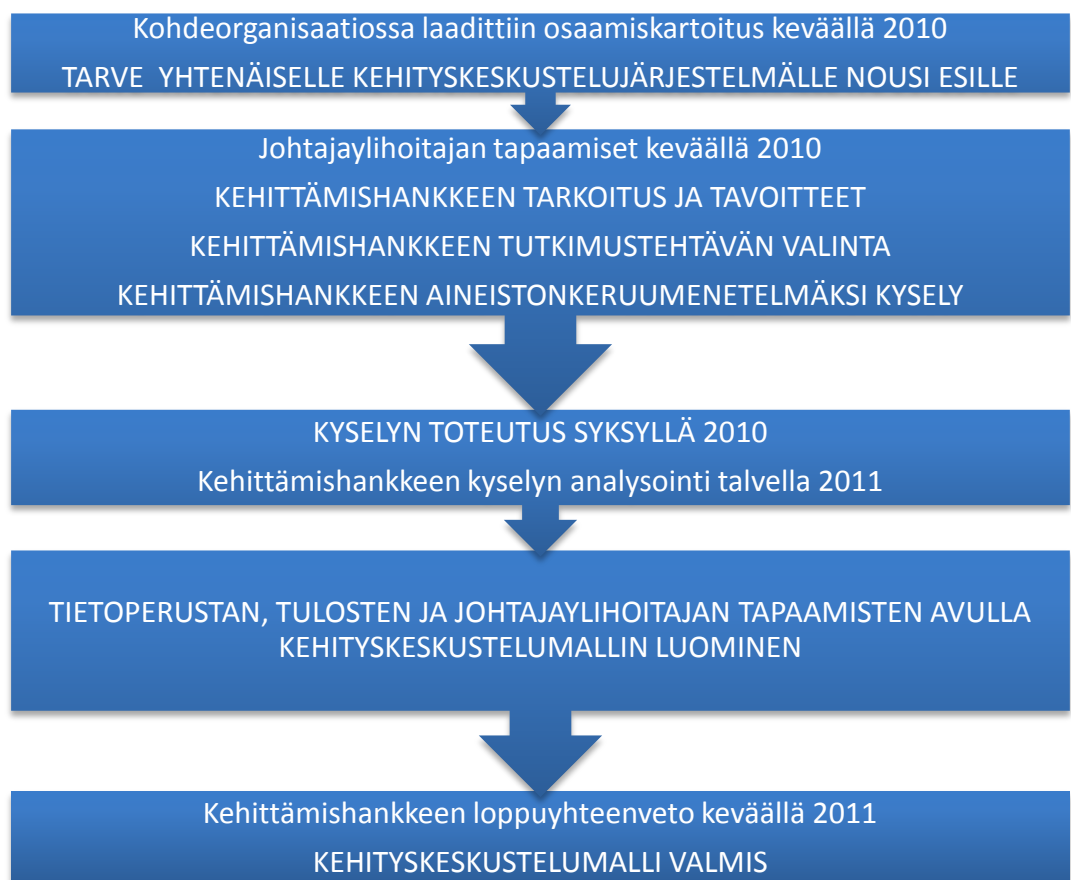 Kohdeorganisaatiossa laadittiin osaamiskartoitus keväällä 2010
TARVE YHTENÄISELLE KEHITYSKESKUSTELUJÄRJESTELMÄLLE NOUSI ESILLE
Johtajaylihoitajan tapaamiset keväällä 2010
KEHITTÄMISHANKKEEN TARKOITUS JA TAVOITTEET
KEHITTÄMISHANKKEEN TUTKIMUSTEHTÄVÄN VALINTA
KEHITTÄMISHANKKEEN AINEISTONKERUUMENETELMÄKSI KYSELY
KYSELYN TOTEUTUS SYKSYLLÄ 2010
Kehittämishankkeen kyselyn analysointi talvella 2011
TIETOPERUSTAN, TULOSTEN JA JOHTAJAYLIHOITAJAN TAPAAMISTEN AVULLA
KEHITYSKESKUSTELUMALLIN LUOMINEN
Kehittämishankkeen loppuyhteenveto keväällä 2011
KEHITYSKESKUSTELUMALLI VALMIS